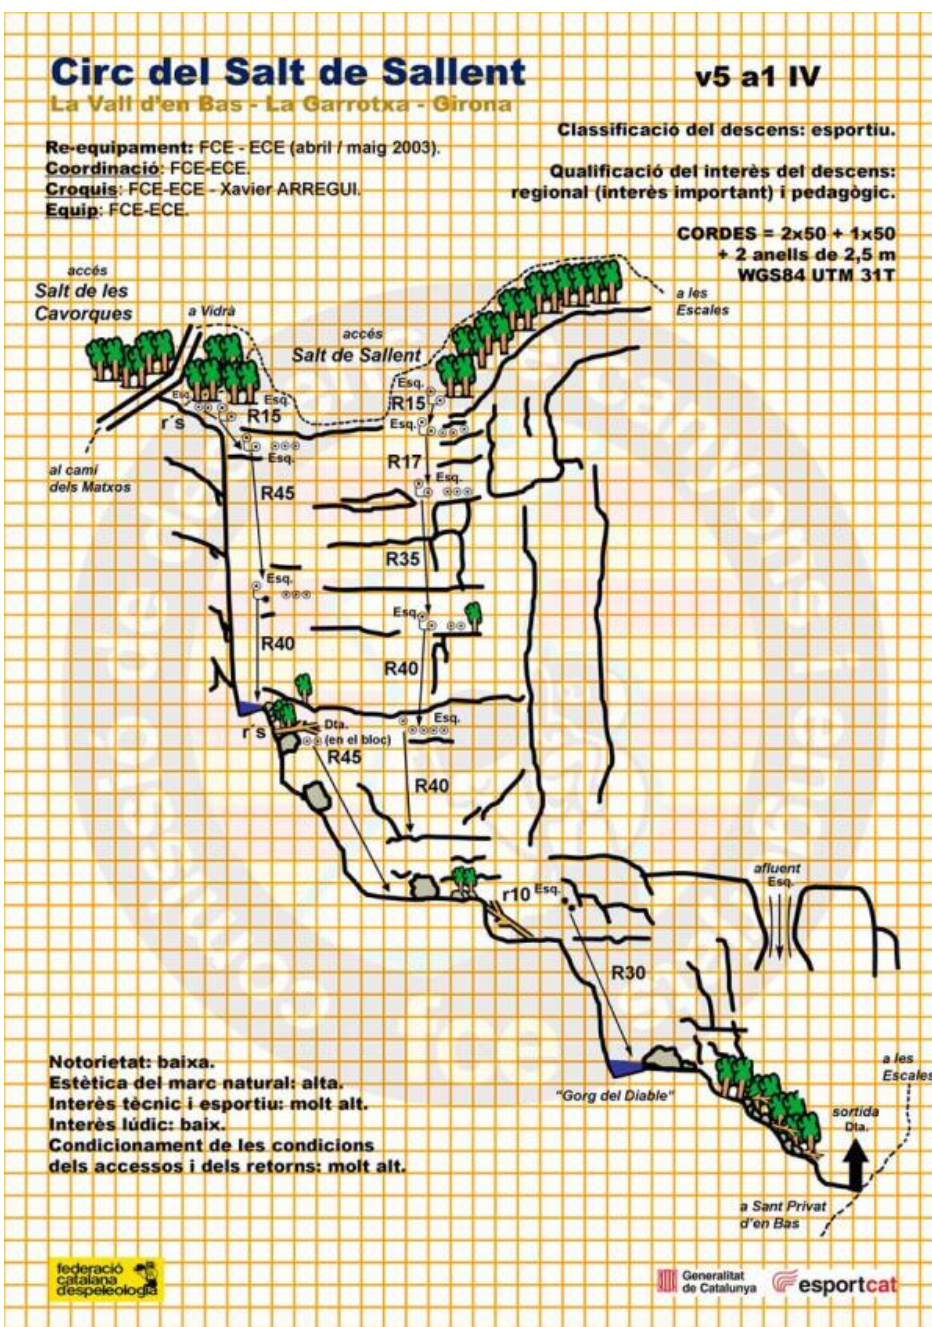 Circ del Salt de Sallent
v5 a1 IV
La Vall d'en Bas - La Garrotxa - Girona
Classificació del descens: esportiu.
Re-equipament: FCE - ECE (abril / maig 2003).
Coordinació: FCE-ECE.
Croquis: FCE-ECE - Xavier ARREGUI.
Equip: FCE-ECE.
Qualificació del interès del descens:
regional (interès important) i pedagògic.
CORDES = 2x50 + 1x50
+ 2 anells de 2,5 m
WGS84 UTM 31T
accés
Salt de les
Cavorques
a Vidrà
accés
Salt de Sallent
a les
Escales
Esq.
Esq.
r´s
R15
Esq.
al camí
dels Matxos
R45
Esq.
R40
r´s
Dta.
(en el bloc)
R45
Esq.
R15
Esq.
R17
Esq.
R35
Esq.
R40
Esq.
R40
r10
Esq.
R30
afluent
Esq.
"Gorg del Diable"
a les
Escales
sortida
Dta.
a Sant Privat
d'en Bas
Notorietat: baixa.
Estètica del marc natural: alta.
Interès tècnic i esportiu: molt alt.
Interès lúdic: baix.
Condicionament de les condicions
dels accessos i dels retorns: molt alt.
federació
catalana
d'espeleologia
Generalitat
de Catalunya
esportcat